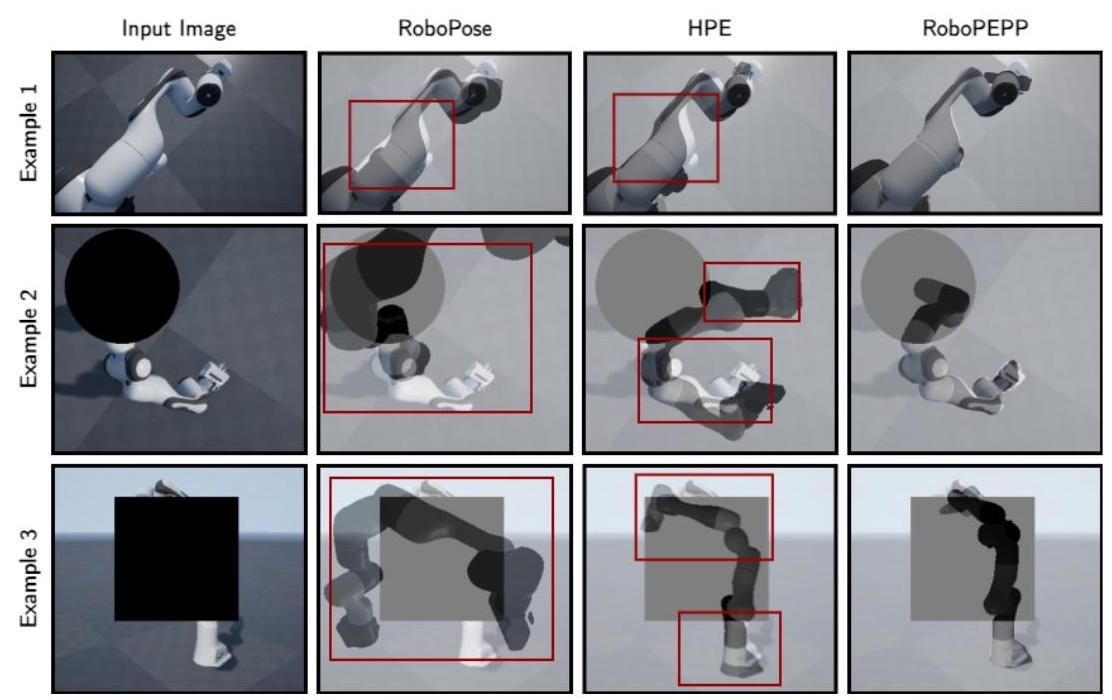 Input Image
RoboPose
HPE
RoboPEPP
Example 1
Example 2
Example 3